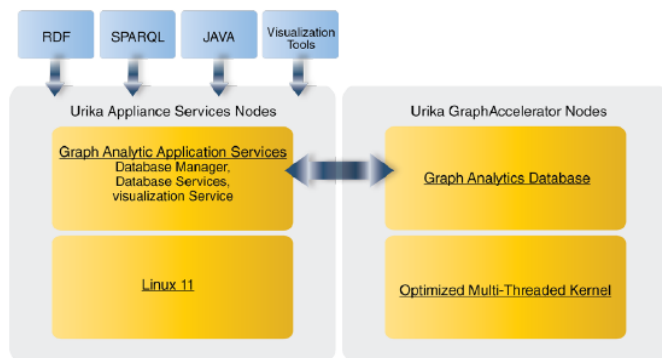 RDF
SPARQL
JAVA
Visualization
Tools
Urika Appliance Services Nodes
Graph Analytic Application Services
Database Manager,
Database Services,
visualization Service
Linux 11
Urika GraphAccelerator Nodes
Graph Analytics Database
Optimized Multi-Threaded Kernel